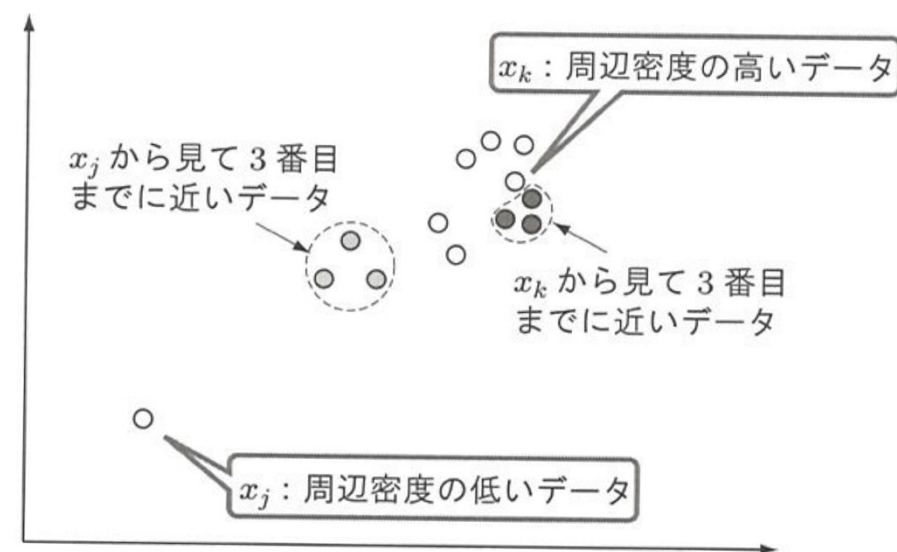 x_k：周辺密度の高いデータ
x_j から見て 3 番目
までに近いデータ
x_k から見て 3 番目
までに近いデータ
x_j：周辺密度の低いデータ